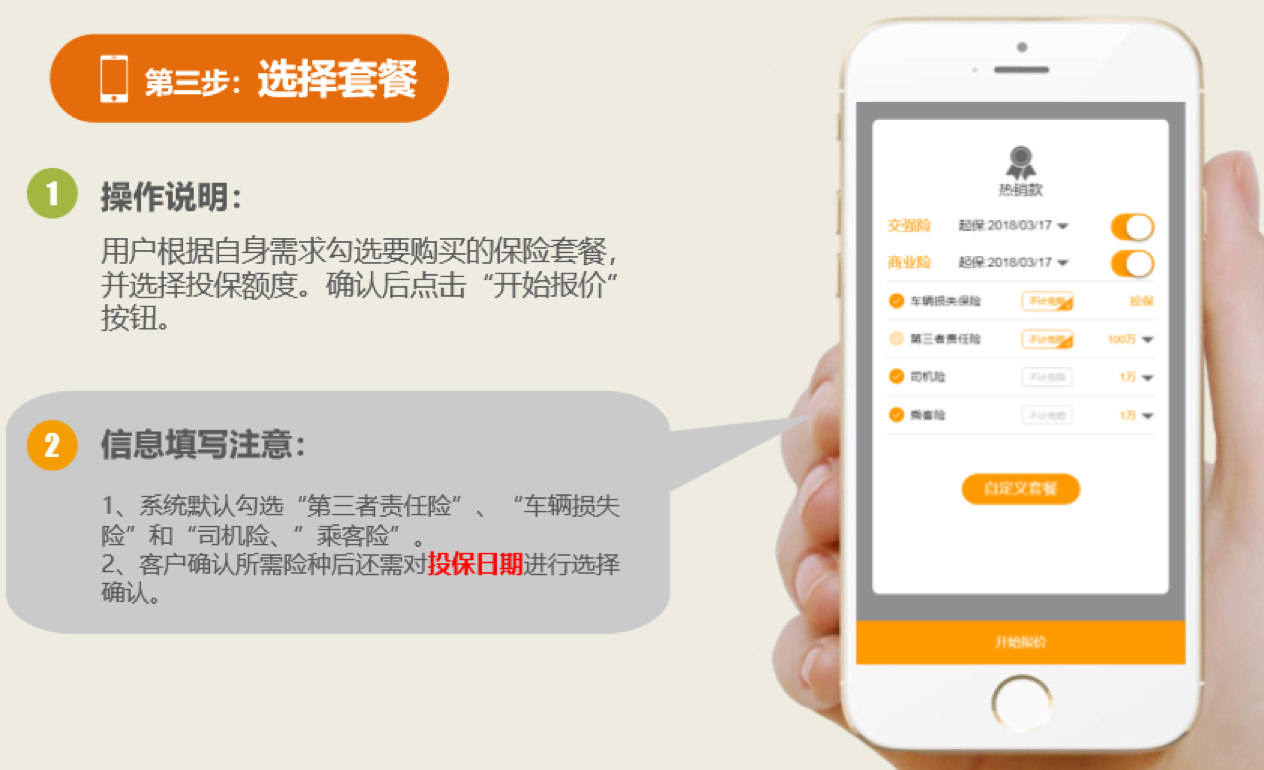 第三步：选择套餐
1 操作说明：
用户根据自身需求勾选要购买的保险套餐，
并选择投保额度。确认后点击“开始报价”
按钮。
2 信息填写注意：
1、系统默认勾选“第三者责任险”、“车辆损失
险”和“司机险、”乘客险”。
2、客户确认所需险种后还需对投保日期进行选择
确认。
热销款
交强险 起保:2018/03/17
商业险 起保:2018/03/17
车辆损失保险 不计免赔 投保
第三者责任险 不计免赔 100万
司机险 不计免赔 1万
乘客险 不计免赔 1万
自定义套餐
开始报价